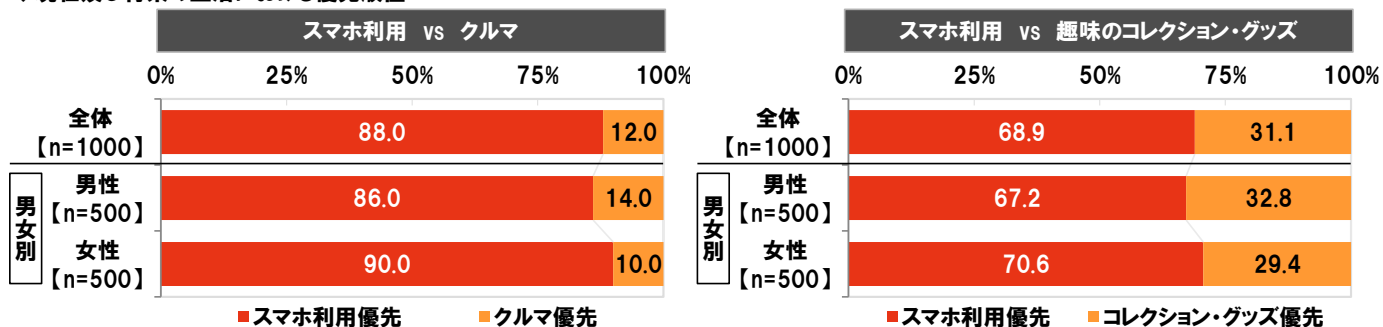 スマホ利用 vs クルマ
0% 25% 50% 75% 100%
全体
【n=1000】
88.0 12.0
男女別
男性
【n=500】
86.0 14.0
女性
【n=500】
90.0 10.0
■スマホ利用優先 ■クルマ優先
スマホ利用 vs 趣味のコレクション・グッズ
0% 25% 50% 75% 100%
全体
【n=1000】
68.9 31.1
男女別
男性
【n=500】
67.2 32.8
女性
【n=500】
70.6 29.4
■スマホ利用優先 ■コレクション・グッズ優先